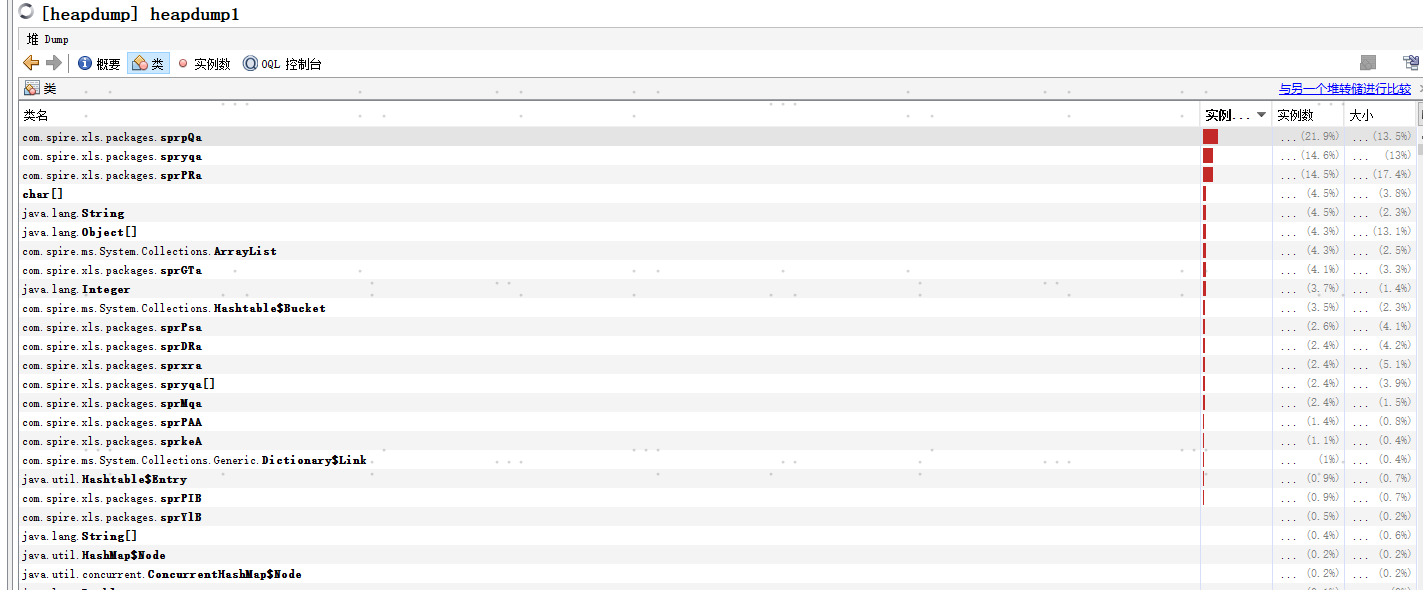 [heapdump] heapdump1
堆 Dump
概要 类 实例数 OQL 控制台
类 与另一个堆转储进行比较
类名 实例... 实例数 大小
com.spire.xls.packages.sprpQa ... (21.9%) ... (13.5%)
com.spire.xls.packages.spryqa ... (14.6%) ... (13%)
com.spire.xls.packages.sprPRa ... (14.5%) ... (17.4%)
char[] ... (4.5%) ... (3.8%)
java.lang.String ... (4.5%) ... (2.3%)
java.lang.Object[] ... (4.3%) ... (13.1%)
com.spire.ms.System.Collections.ArrayList ... (4.3%) ... (2.5%)
com.spire.xls.packages.sprGTa ... (4.1%) ... (3.3%)
java.lang.Integer ... (3.7%) ... (1.4%)
com.spire.ms.System.Collections.Hashtable$Bucket ... (3.5%) ... (2.3%)
com.spire.xls.packages.sprPsa ... (2.6%) ... (4.1%)
com.spire.xls.packages.sprDRa ... (2.4%) ... (4.2%)
com.spire.xls.packages.sprxra ... (2.4%) ... (5.1%)
com.spire.xls.packages.spryqa[] ... (2.4%) ... (3.9%)
com.spire.xls.packages.sprMqa ... (2.4%) ... (1.5%)
com.spire.xls.packages.sprPAA ... (1.4%) ... (0.8%)
com.spire.xls.packages.sprkeA ... (1.1%) ... (0.4%)
com.spire.ms.System.Collections.Generic.Dictionary$Link ... (1%) ... (0.4%)
java.util.Hashtable$Entry ... (0.9%) ... (0.7%)
com.spire.xls.packages.sprPIB ... (0.9%) ... (0.7%)
com.spire.xls.packages.sprYlB ... (0.5%) ... (0.2%)
java.lang.String[] ... (0.4%) ... (0.6%)
java.util.HashMap$Node ... (0.2%) ... (0.2%)
java.util.concurrent.ConcurrentHashMap$Node ... (0.2%) ... (0.2%)